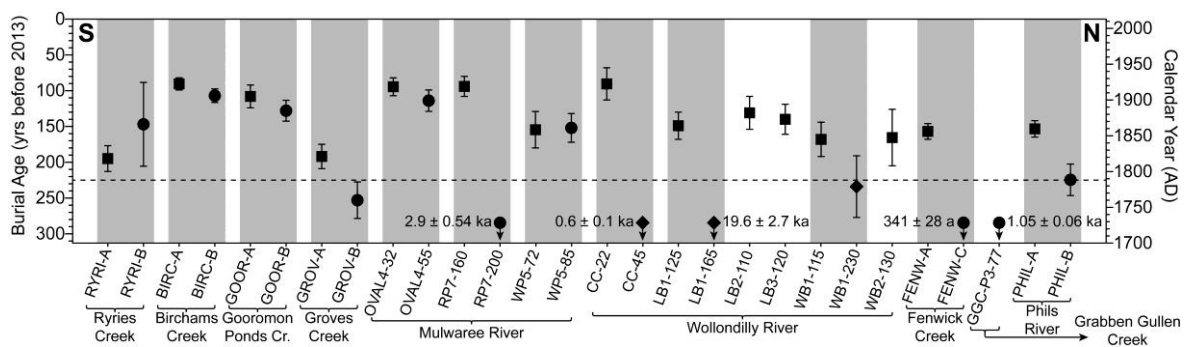 S N
Burial Age (yrs before 2013)
0
50
100
150
200
250
300
Calendar Year (AD)
2000
1950
1900
1850
1800
1750
1700
2.9 ± 0.54 ka
0.6 ± 0.1 ka
19.6 ± 2.7 ka
341 ± 28 a
1.05 ± 0.06 ka
RYRI-A
RYRI-B
BIRC-A
BIRC-B
GOOR-A
GOOR-B
GROV-A
GROV-B
OVAL4-32
OVAL4-55
RP7-160
RP7-200
WP5-72
WP5-85
CC-22
CC-45
LB1-125
LB1-165
LB2-110
LB3-120
WB1-115
WB1-230
WB2-130
FENW-A
FENW-C
GGC-P3-77
PHIL-A
PHIL-B
Ryries
Creek
Birchams
Creek
Gooromon
Ponds Cr.
Groves
Creek
Mulwaree River
Wollondilly River
Fenwick
Creek
Phils
River
Grabben Gullen
Creek